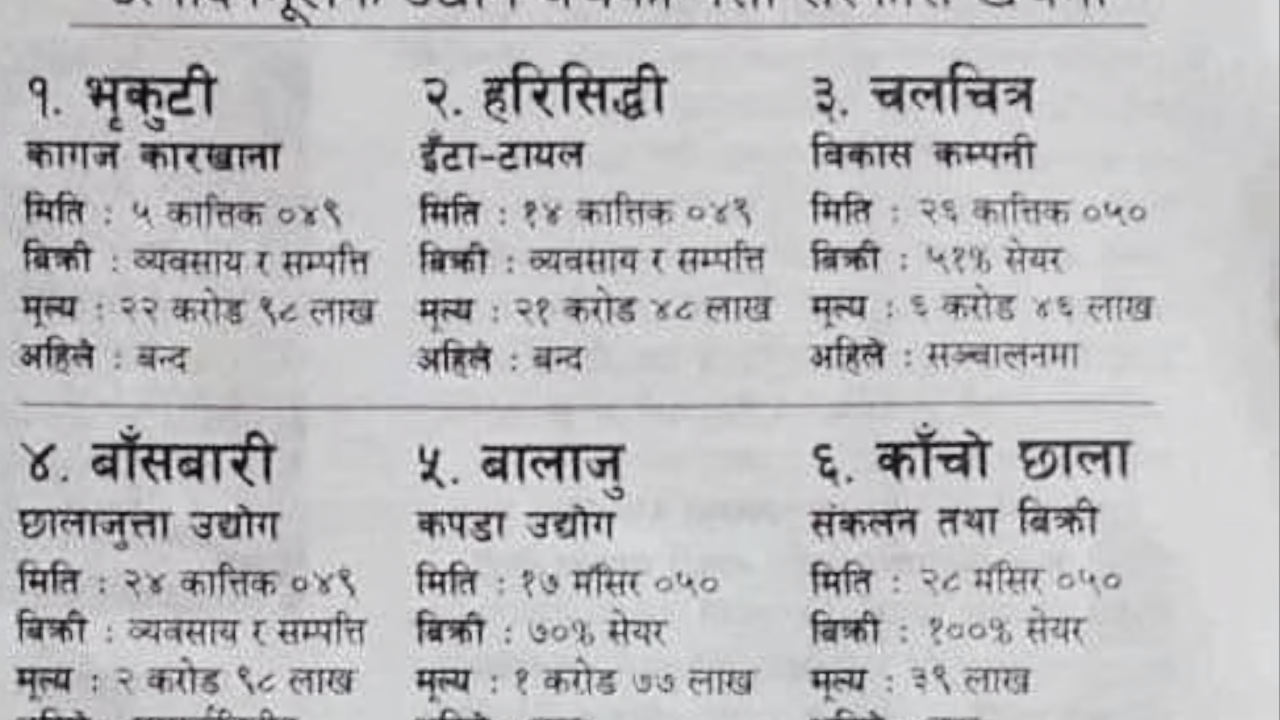 १. भृकुटी
कागज कारखाना
मिति : ५ कात्तिक ०४९
बिक्री : व्यवसाय र सम्पत्ति
मूल्य : २२ करोड ९८ लाख
अहिले : बन्द
२. हरिसिद्धी
ईंटा-टायल
मिति : १४ कात्तिक ०४९
बिक्री : व्यवसाय र सम्पत्ति
मूल्य : २१ करोड ४८ लाख
अहिले : बन्द
३. चलचित्र
विकास कम्पनी
मिति : २६ कात्तिक ०५०
बिक्री : ५१% सेयर
मूल्य : ६ करोड ४६ लाख
अहिले : सञ्चालनमा
४. बाँसबारी
छालाजुत्ता उद्योग
मिति : २४ कात्तिक ०४९
बिक्री : व्यवसाय र सम्पत्ति
मूल्य : २ करोड ९८ लाख
५. बालाजु
कपडा उद्योग
मिति : १७ मंसिर ०५०
बिक्री : ७०% सेयर
मूल्य : १ करोड ७७ लाख
६. काँचो छाला
संकलन तथा बिक्री
मिति : २८ मंसिर ०५०
बिक्री : १००% सेयर
मूल्य : ३९ लाख